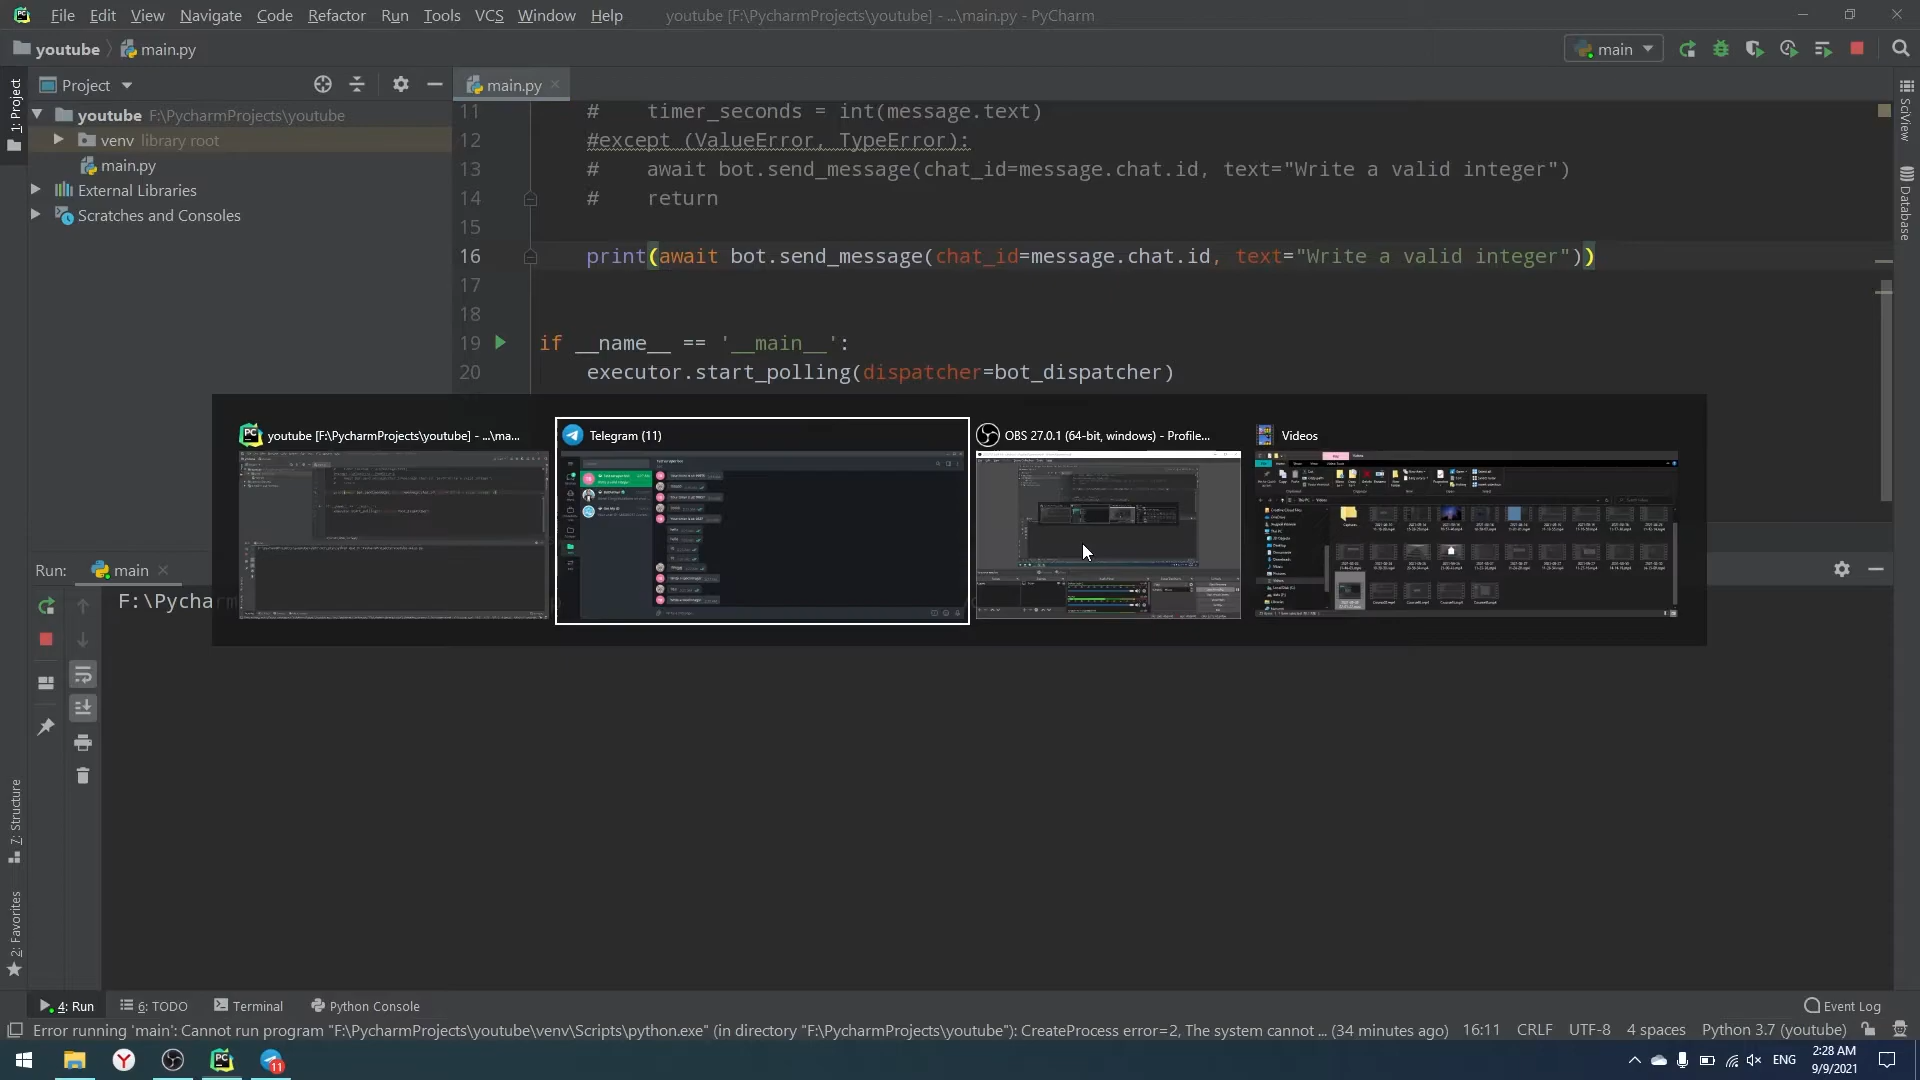 File Edit View Navigate Code Refactor Run Tools VCS Window Help youtube [F:\PycharmProjects\youtube] - ...\main.py - PyCharm
youtube main.py main
1: Project
Project
main.py
youtube F:\PycharmProjects\youtube
venv library root
main.py
External Libraries
Scratches and Consoles
SciView
Database
11 # timer_seconds = int(message.text)
12 #except (ValueError, TypeError):
13 # await bot.send_message(chat_id=message.chat.id, text="Write a valid integer")
14 # return
15
16 print(await bot.send_message(chat_id=message.chat.id, text="Write a valid integer"))
17
18
19 if __name__ == '__main__':
20 executor.start_polling(dispatcher=bot_dispatcher)
youtube [F:\PycharmProjects\youtube] - ...\ma...
Telegram (11)
OBS 27.0.1 (64-bit, windows) - Profile...
Videos
Run: main
F:\Pycha
7: Structure
2: Favorites
4: Run 6: TODO Terminal Python Console Event Log
Error running 'main': Cannot run program "F:\PycharmProjects\youtube\venv\Scripts\python.exe" (in directory "F:\PycharmProjects\youtube"): CreateProcess error=2, The system cannot ... (34 minutes ago) 16:11 CRLF UTF-8 4 spaces Python 3.7 (youtube)
11
ENG
2:28 AM
9/9/2021